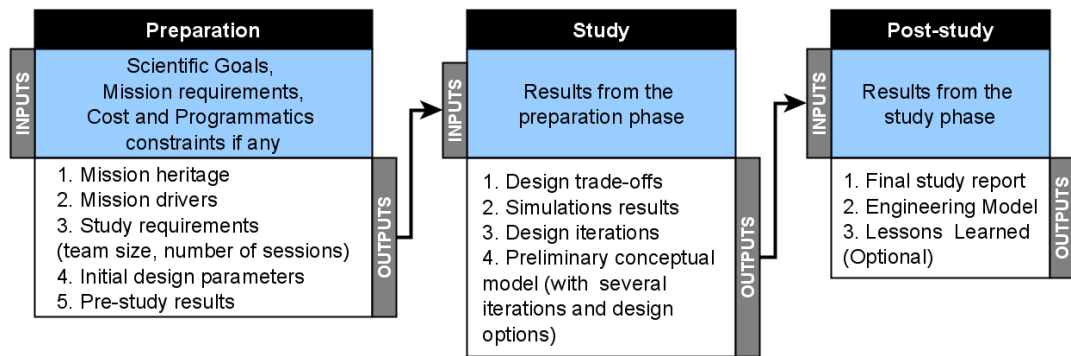 Preparation
INPUTS
Scientific Goals,
Mission requirements,
Cost and Programmatics
constraints if any
1. Mission heritage
2. Mission drivers
3. Study requirements
(team size, number of sessions)
4. Initial design parameters
5. Pre-study results
OUTPUTS
Study
INPUTS
Results from the
preparation phase
1. Design trade-offs
2. Simulations results
3. Design iterations
4. Preliminary conceptual
model (with several
iterations and design
options)
OUTPUTS
Post-study
INPUTS
Results from the
study phase
1. Final study report
2. Engineering Model
3. Lessons Learned
(Optional)
OUTPUTS